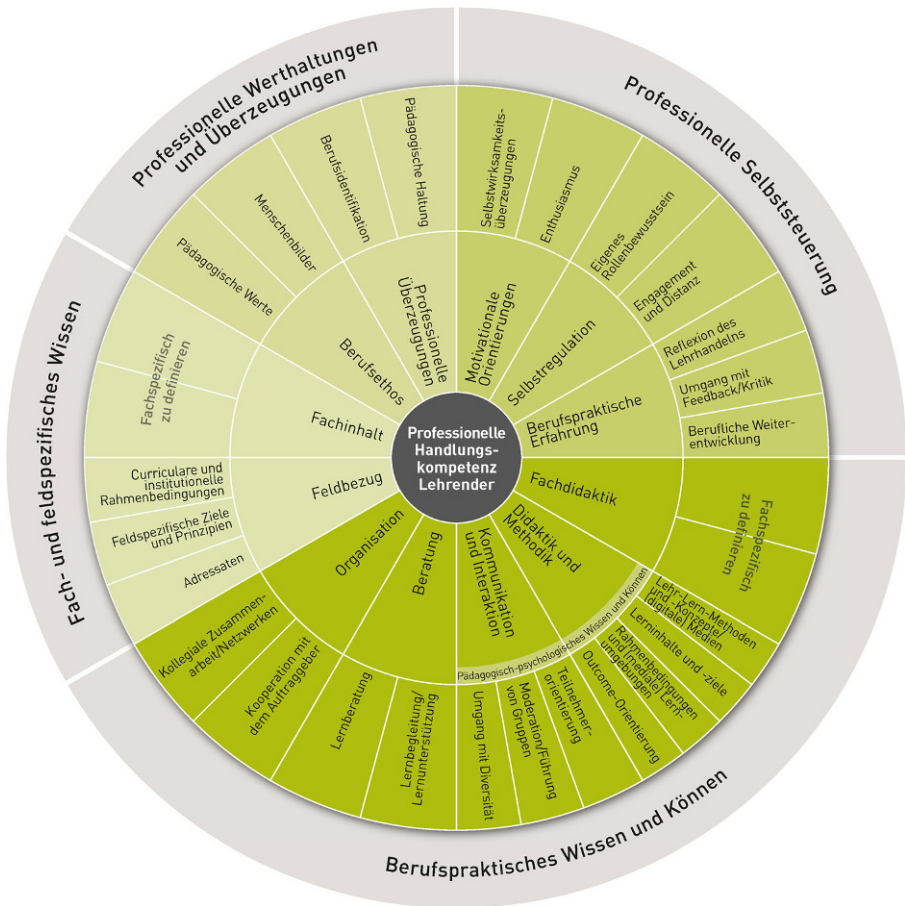 Professionelle Werthaltungen
und Überzeugungen
Professionelle Selbststeuerung
Fach- und feldspezifisches Wissen
Berufspraktisches Wissen und Können
Professionelle
Handlungs-
kompetenz
Lehrender
Pädagogische Werte
Menschenbilder
Berufsidentifikation
Pädagogische Haltung
Selbstwirksamkeits-
überzeugungen
Enthusiasmus
Eigenes
Rollenbewusstsein
Engagement
und Distanz
Reflexion des
Lehrhandelns
Umgang mit
Feedback/Kritik
Berufliche Weiter-
entwicklung
Berufsethos
Professionelle
Überzeugungen
Motivationale
Orientierungen
Selbstregulation
Berufspraktische
Erfahrung
Fachinhalt
Feldbezug
Fachspezifisch
zu definieren
Curriculare und
institutionelle
Rahmenbedingungen
Feldspezifische Ziele
und Prinzipien
Adressaten
Organisation
Beratung
Kommunikation
und Interaktion
Didaktik und
Methodik
Fachdidaktik
Pädagogisch-psychologisches Wissen und Können
Fachspezifisch
zu definieren
Lehr-Lern-Methoden
und -Konzepte/
(digitale) Medien
Lerninhalte und -ziele
Rahmenbedingungen
und (mediale) Lern-
umgebungen
Outcome-Orientierung
Teilnehmer-
orientierung
Moderation/Führung
von Gruppen
Umgang mit Diversität
Lernbegleitung/
Lernunterstützung
Lernberatung
Kooperation mit
dem Auftraggeber
Kollegiale Zusammen-
arbeit/Netzwerken